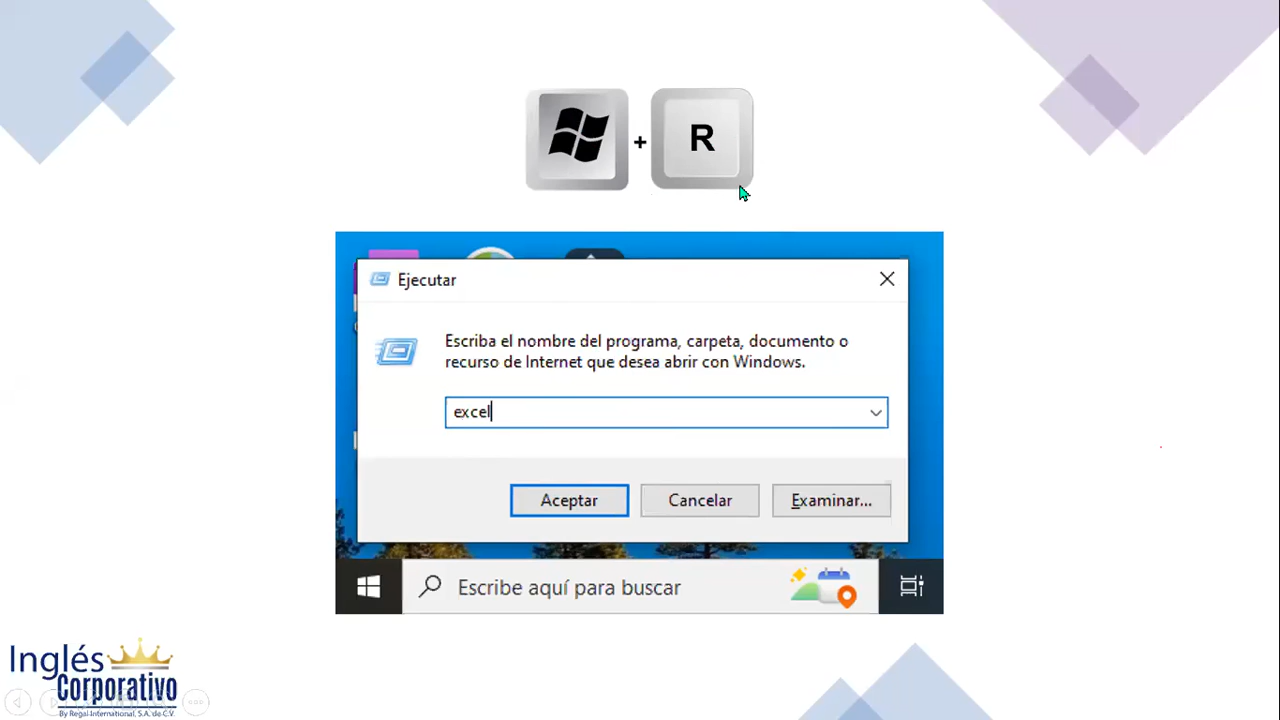 + R
Ejecutar
Escriba el nombre del programa, carpeta, documento o
recurso de Internet que desea abrir con Windows.
excel
Aceptar Cancelar Examinar...
Escribe aquí para buscar
Inglés
Corporativo
By Regal International, S.A. de C.V.